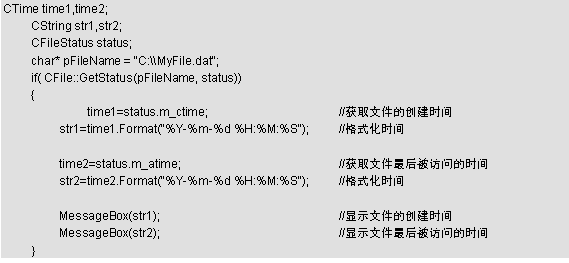 CTime time1,time2;
CString str1,str2;
CFileStatus status;
char* pFileName = "C:\\MyFile.dat";
if( CFile::GetStatus(pFileName, status))
{
time1=status.m_ctime; //获取文件的创建时间
str1=time1.Format("%Y-%m-%d %H:%M:%S"); //格式化时间
time2=status.m_atime; //获取文件最后被访问的时间
str2=time2.Format("%Y-%m-%d %H:%M:%S"); //格式化时间
MessageBox(str1); //显示文件的创建时间
MessageBox(str2); //显示文件最后被访问的时间
}